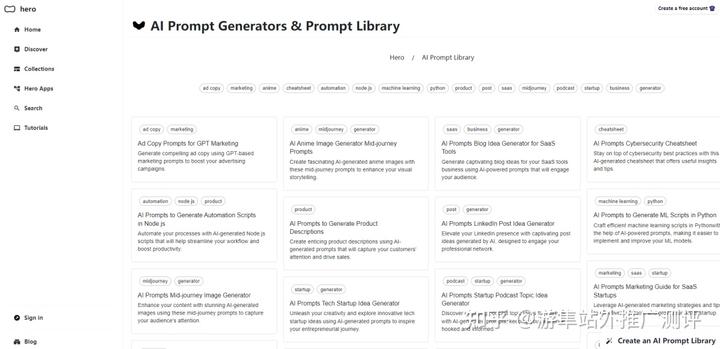 hero
Create a free account
Home
Discover
Collections
Hero Apps
Search
Tutorials
Sign in
Blog
AI Prompt Generators & Prompt Library
Hero / AI Prompt Library
ad copy marketing anime cheatsheet automation node js machine learning python product post saas midjourney podcast startup business generator
ad copy marketing
Ad Copy Prompts for GPT Marketing
Generate compelling ad copy using GPT-based
marketing prompts to boost your advertising
campaigns
automation node js product
AI Prompts to Generate Automation Scripts
in Node js
Automate your processes with AI-generated Node js
scripts that will help streamline your workflow and
boost productivity.
midjourney generator
AI Prompts Mid-journey Image Generator
Enhance your content with stunning AI-generated
images using these mid-journey prompts to capture
your audience's attention.
anime midjourney generator
AI Anime Image Generator Mid-journey
Prompts
Create fascinating AI-generated anime images with
these mid-journey prompts to enhance your visual
storytelling.
product
AI Prompts to Generate Product
Descriptions
Create enticing product descriptions using AI-
generated prompts that will capture your customers'
attention and drive sales.
startup generator
AI Prompts Tech Startup Idea Generator
Unleash your creativity and explore innovative tech
startup ideas using AI-generated prompts to inspire
your entrepreneurial journey.
saas business generator
AI Prompts Blog Idea Generator for SaaS
Tools
Generate captivating blog ideas for your SaaS tools
business using AI-powered prompts that will engage
your audience.
post generator
AI Prompts LinkedIn Post Idea Generator
Elevate your LinkedIn presence with captivating post
ideas generated by AI, designed to engage your
professional network.
podcast startup generator
AI Prompts Startup Podcast Topic Idea
Generator
Discover
with AI-gen
hooked and informed.
cheatsheet
AI Prompts Cybersecurity Cheatsheet
Stay on top of cybersecurity best practices with this
AI-generated cheatsheet that offers useful insights
and tips
machine learning python
AI Prompts to Generate ML Scripts in Python
Craft efficient machine learning scripts in Pythonwith
the help of AI-powered prompts, making it easier to
implement and improve your ML models.
marketing saas startup
AI Prompts Marketing Guide for SaaS
Startups
Leverage AI-generated marketing strategies and tips
Create an AI Prompt Library
知乎 @游隼站外推广测评